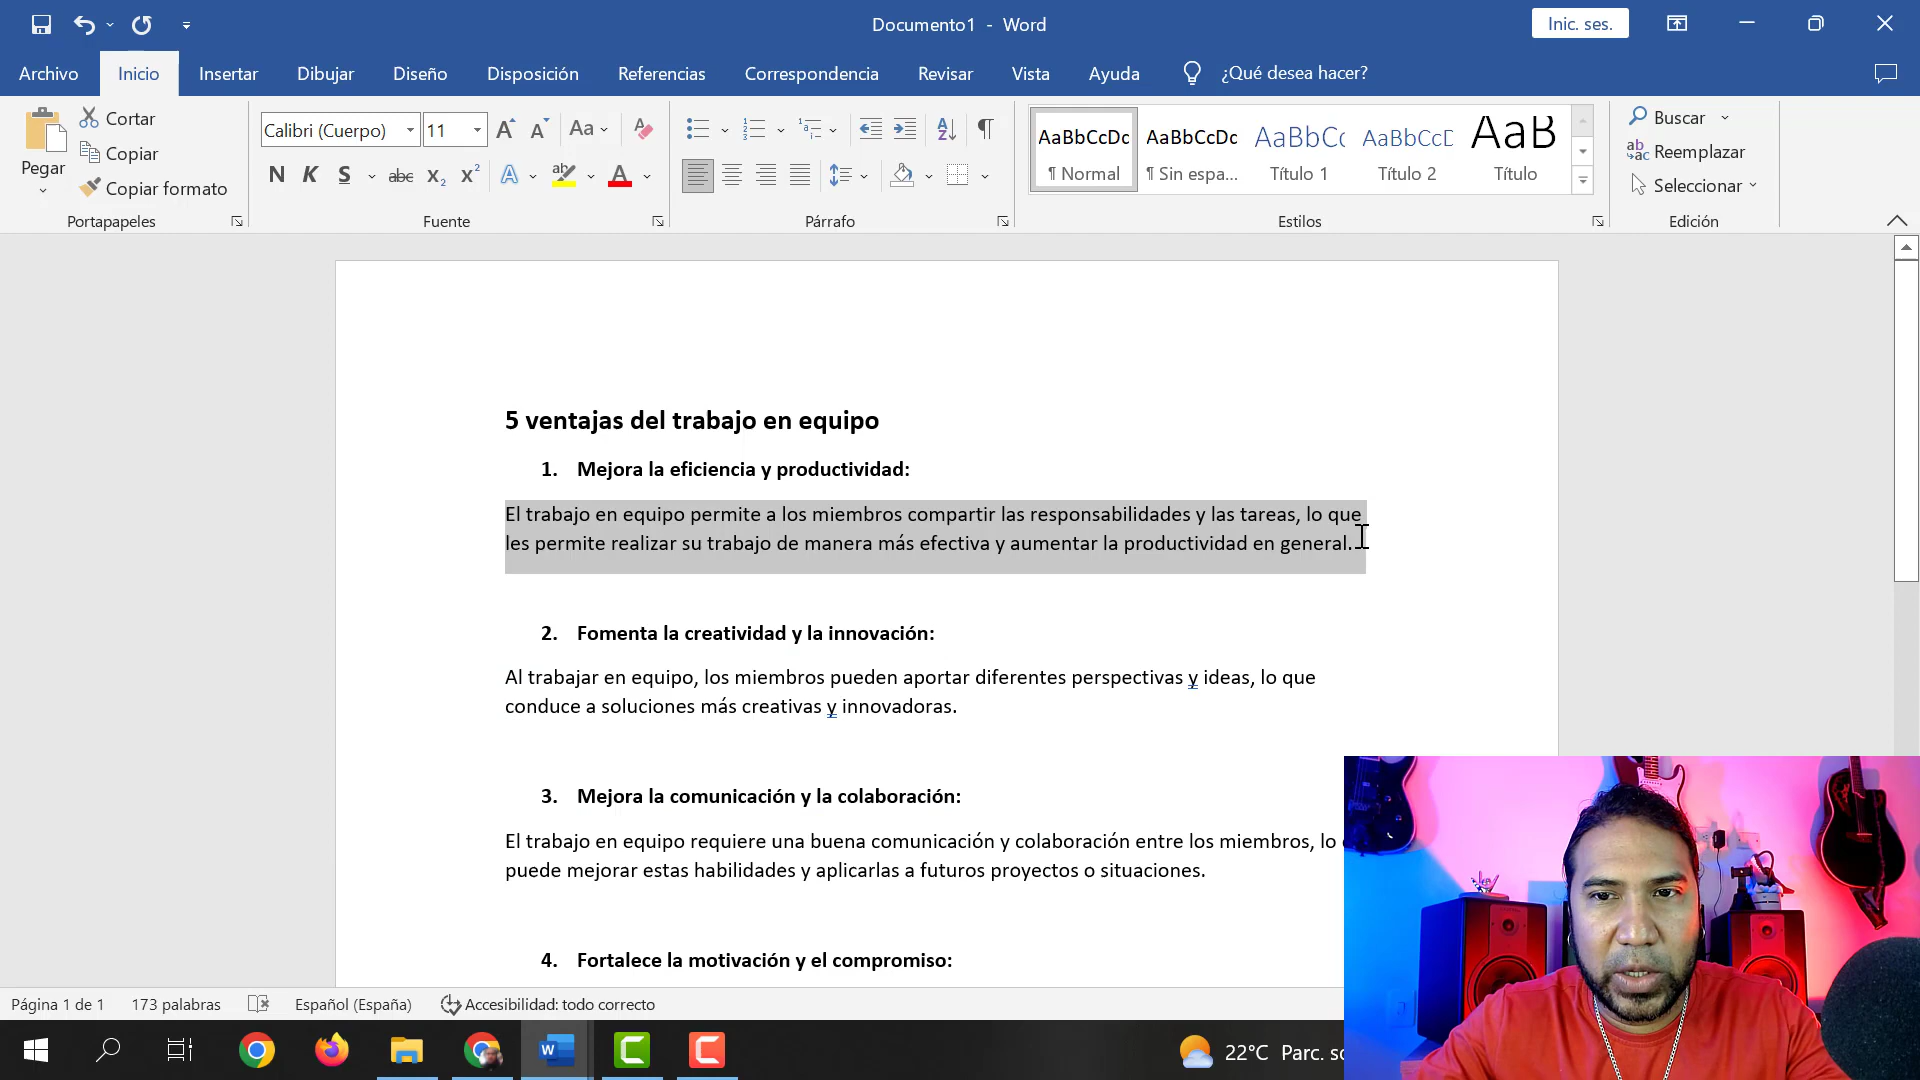 Documento1 - Word
Inic. ses.
Archivo Inicio Insertar Dibujar Diseño Disposición Referencias Correspondencia Revisar Vista Ayuda ¿Qué desea hacer?
Pegar
Cortar
Copiar
Copiar formato
Portapapeles
Calibri (Cuerpo) 11
Aa
N K S abc x₂ x²
Fuente
Párrafo
AaBbCcDc AaBbCcDc AaBbCc AaBbCcD AaB
¶ Normal ¶ Sin espa... Título 1 Título 2 Título
Estilos
Buscar
Reemplazar
Seleccionar
Edición
5 ventajas del trabajo en equipo
1. Mejora la eficiencia y productividad:
El trabajo en equipo permite a los miembros compartir las responsabilidades y las tareas, lo que
les permite realizar su trabajo de manera más efectiva y aumentar la productividad en general.
2. Fomenta la creatividad y la innovación:
Al trabajar en equipo, los miembros pueden aportar diferentes perspectivas y ideas, lo que
conduce a soluciones más creativas y innovadoras.
3. Mejora la comunicación y la colaboración:
El trabajo en equipo requiere una buena comunicación y colaboración entre los miembros, lo
puede mejorar estas habilidades y aplicarlas a futuros proyectos o situaciones.
4. Fortalece la motivación y el compromiso:
Página 1 de 1 173 palabras Español (España) Accesibilidad: todo correcto
22°C Parc.